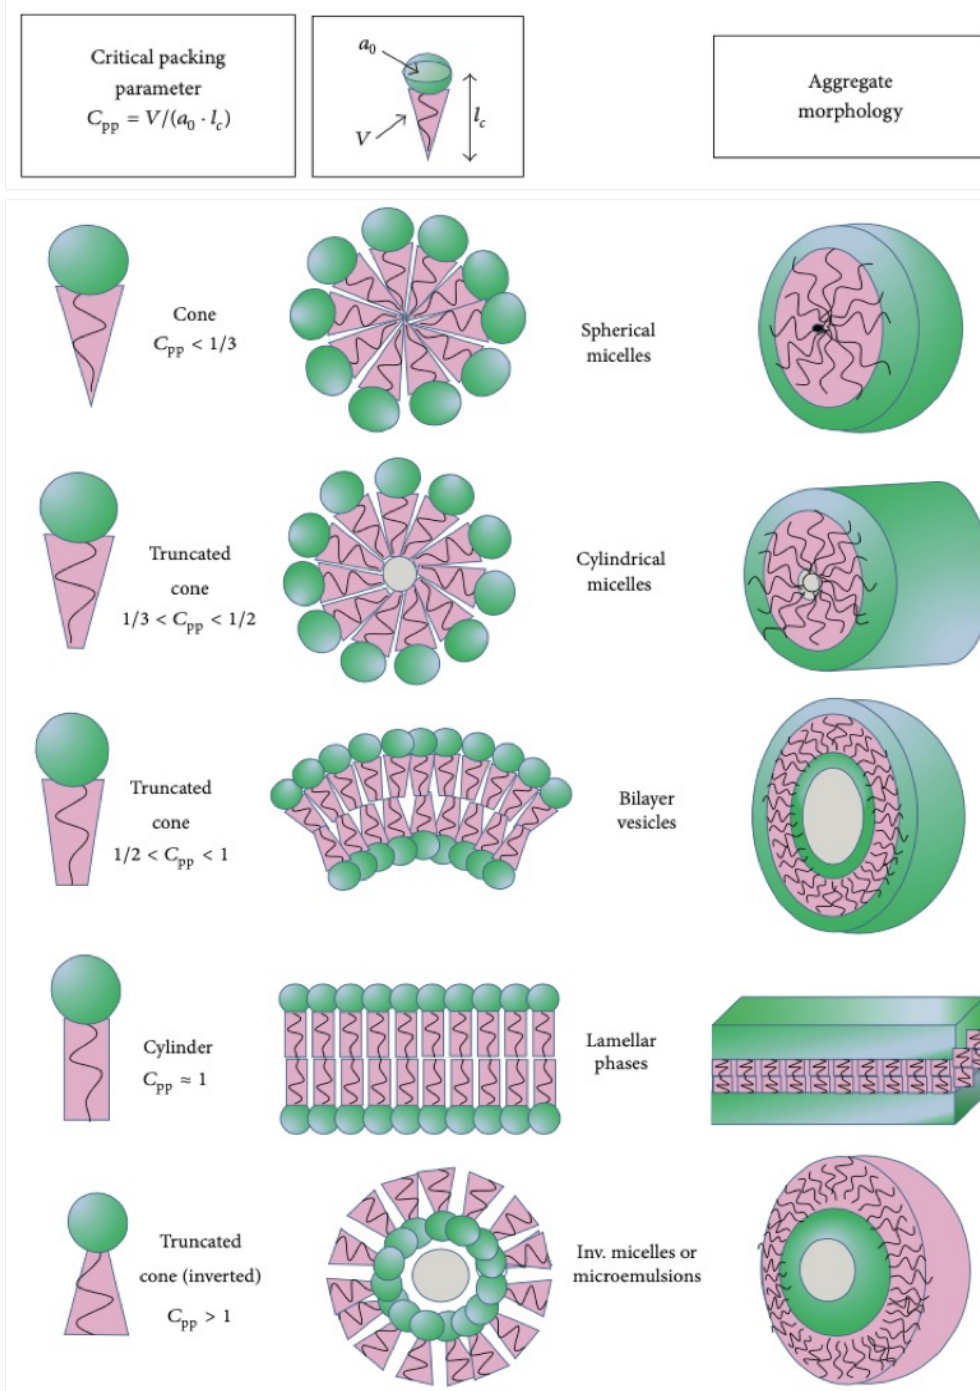 Critical packing
parameter
C_pp = V/(a_0 · l_c)
a_0
V
l_c
Aggregate
morphology
Cone
C_pp < 1/3
Spherical
micelles
Truncated
cone
1/3 < C_pp < 1/2
Cylindrical
micelles
Truncated
cone
1/2 < C_pp < 1
Bilayer
vesicles
Cylinder
C_pp ≈ 1
Lamellar
phases
Truncated
cone (inverted)
C_pp > 1
Inv. micelles or
microemulsions